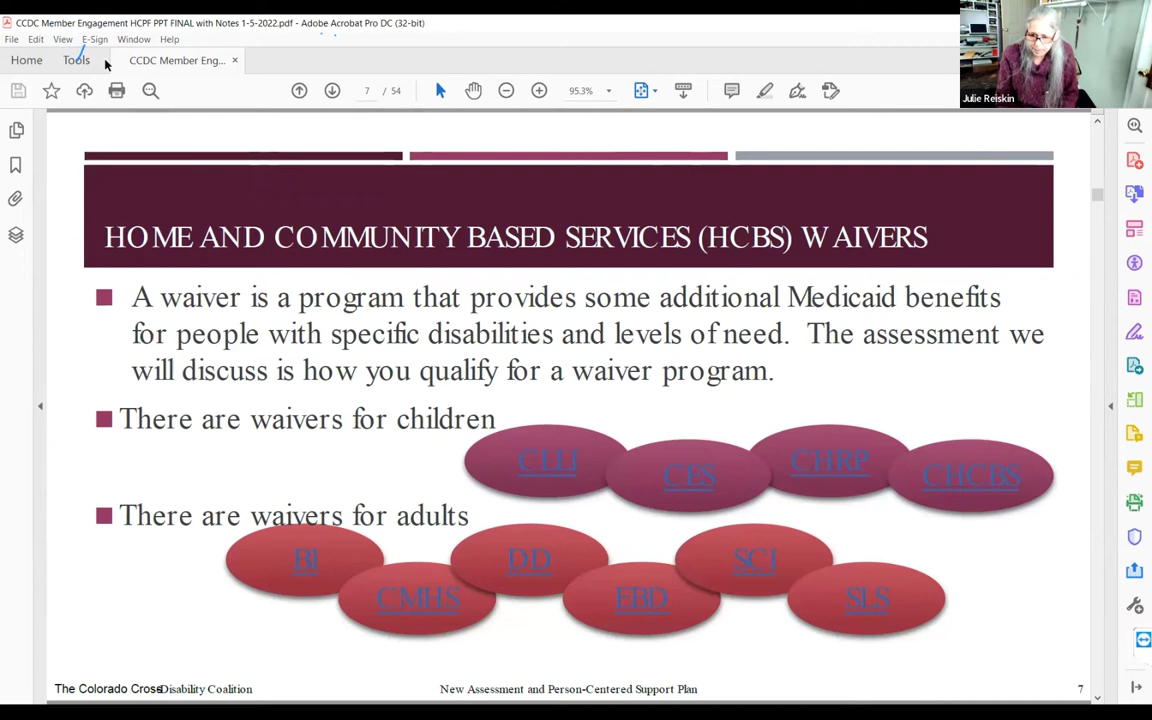 CCDC Member Engagement HCPF PPT FINAL with Notes 1-5-2022.pdf - Adobe Acrobat Pro DC (32-bit)
File Edit View E-Sign Window Help
Home Tools CCDC Member Eng... ×
7 / 54 95.3%
Julie Reiskin
HOME AND COMMUNITY BASED SERVICES (HCBS) WAIVERS
A waiver is a program that provides some additional Medicaid benefits
for people with specific disabilities and levels of need. The assessment we
will discuss is how you qualify for a waiver program.
There are waivers for children
CLLI CES CHRP CHCBS
There are waivers for adults
BI CMHS DD EBD SCI SLS
The Colorado Cross-Disability Coalition New Assessment and Person-Centered Support Plan 7